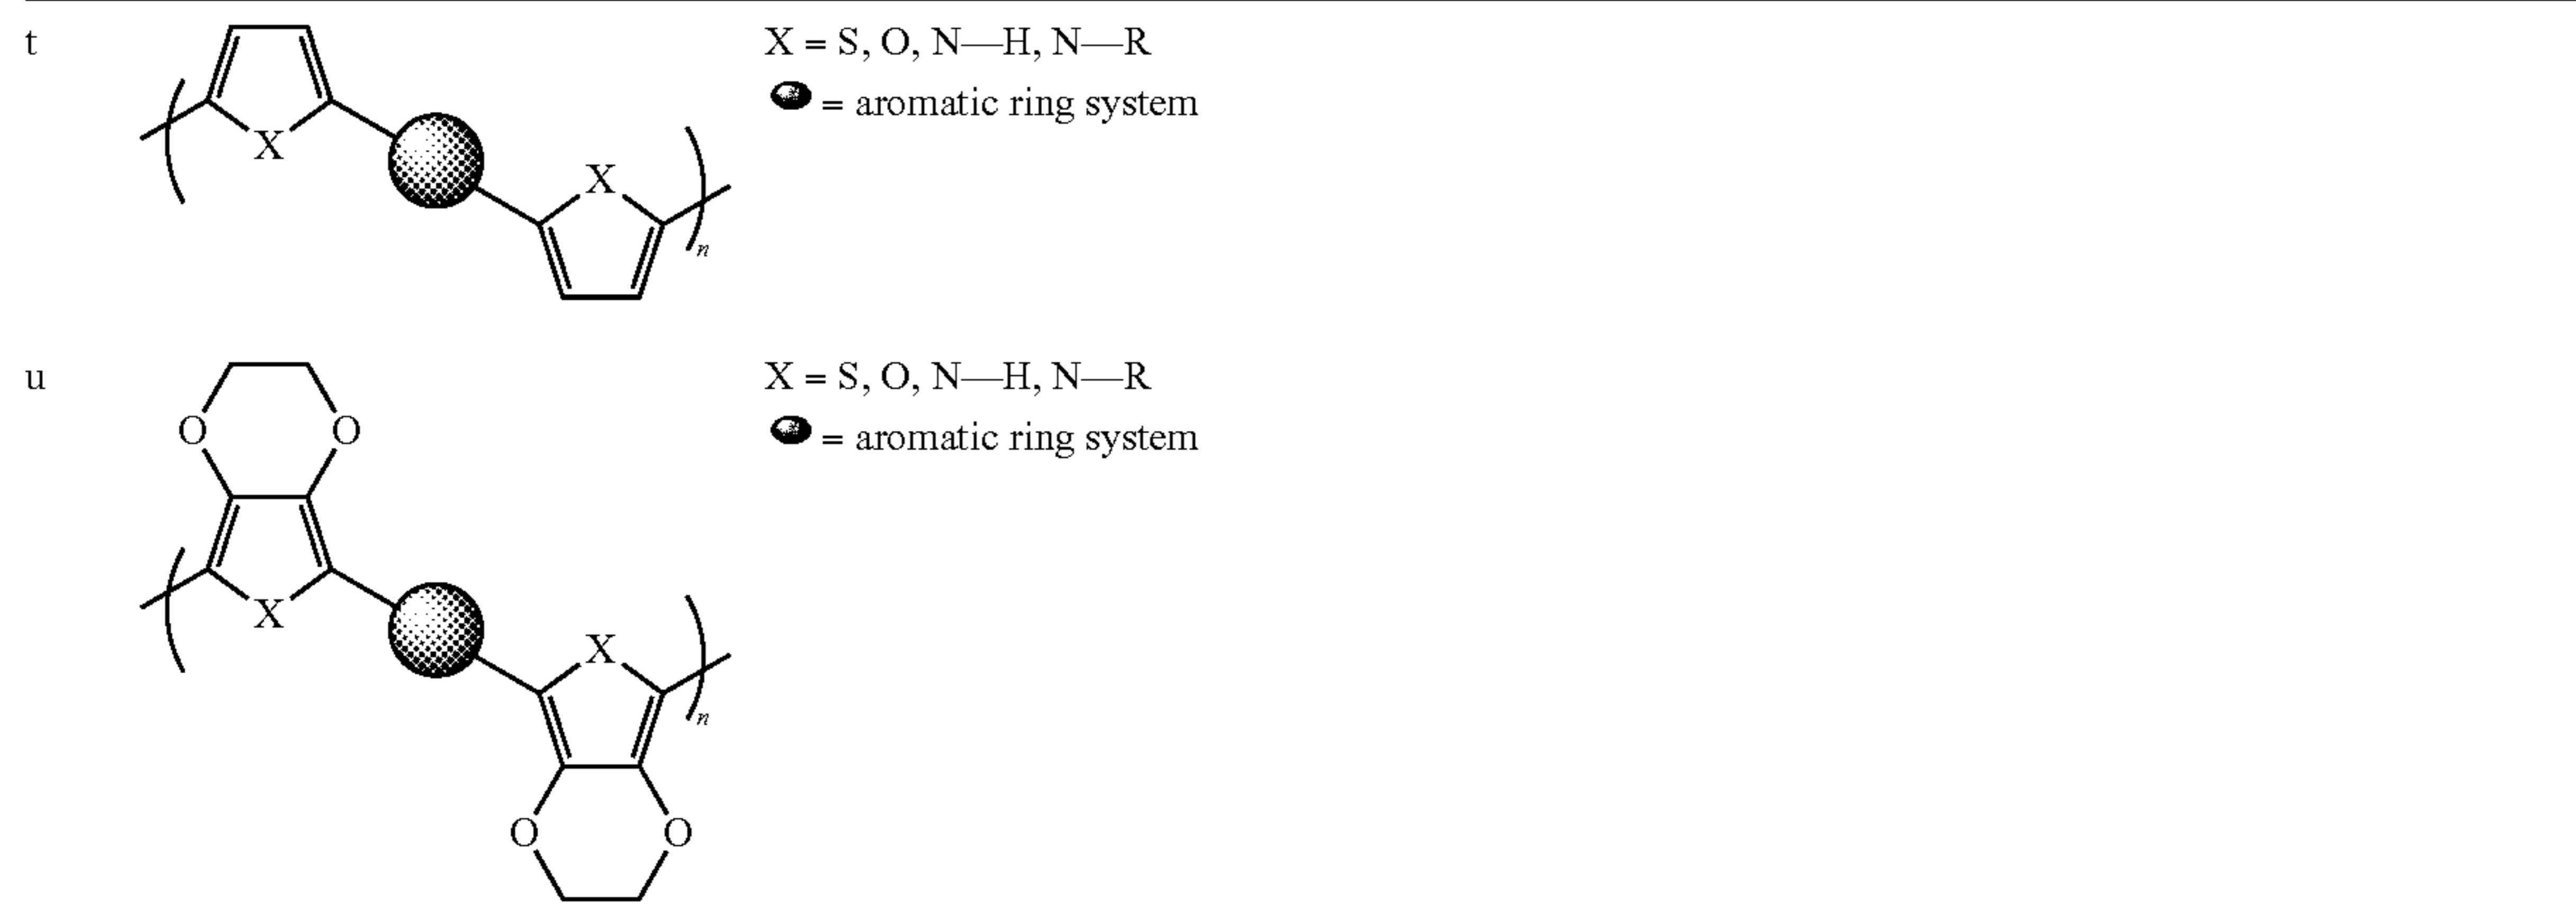 t
X = S, O, N—H, N—R
= aromatic ring system
X
X
n
u
X = S, O, N—H, N—R
= aromatic ring system
O O
X
X
n
O O